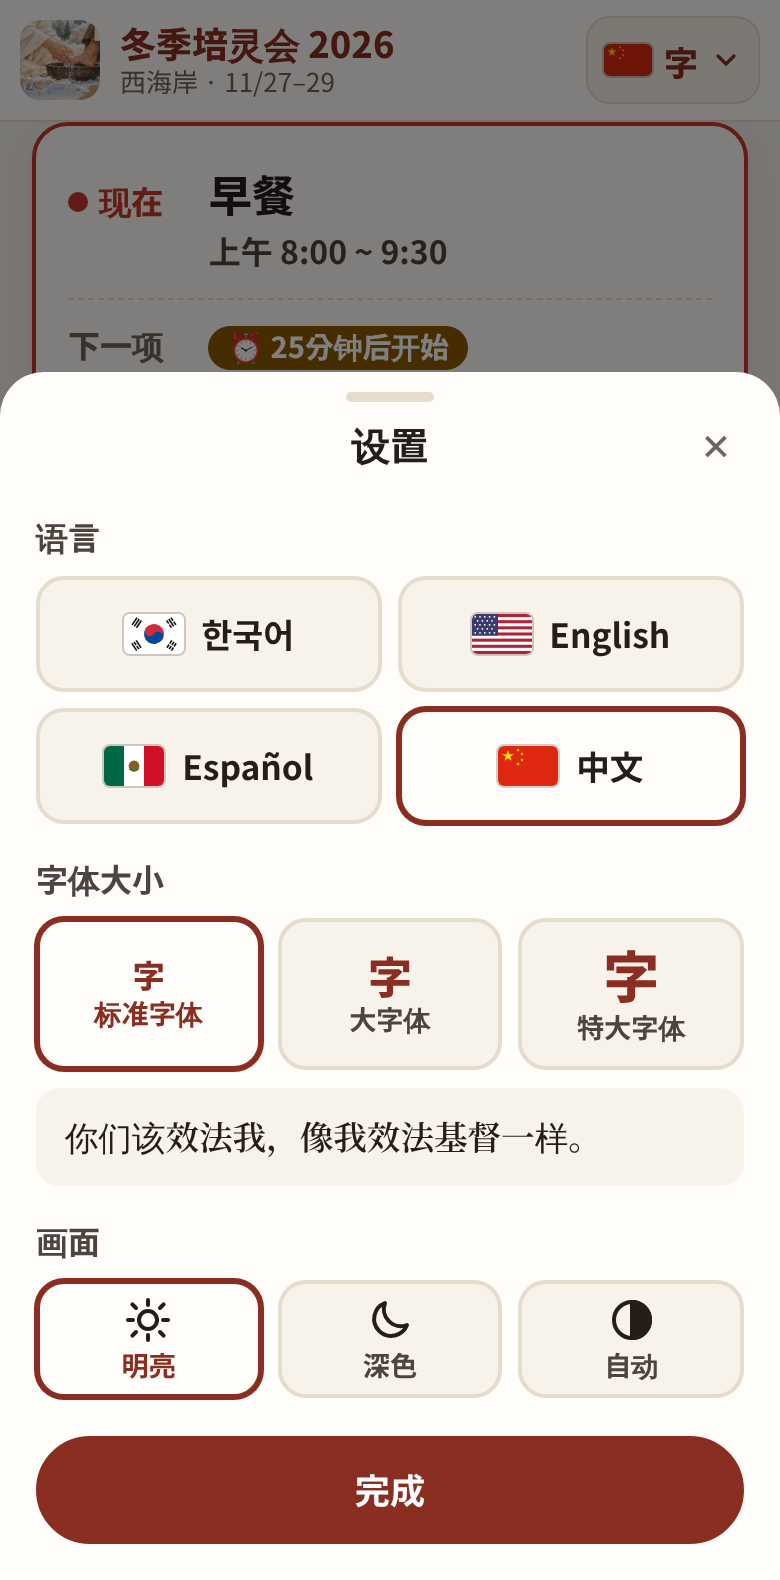 冬季培灵会 2026
西海岸 · 11/27–29
字
现在
早餐
上午 8:00 ~ 9:30
下一项
⏰ 25分钟后开始
设置
×
语言
한국어
English
Español
中文
字体大小
字
标准字体
字
大字体
字
特大字体
你们该效法我，像我效法基督一样。
画面
明亮
深色
自动
完成